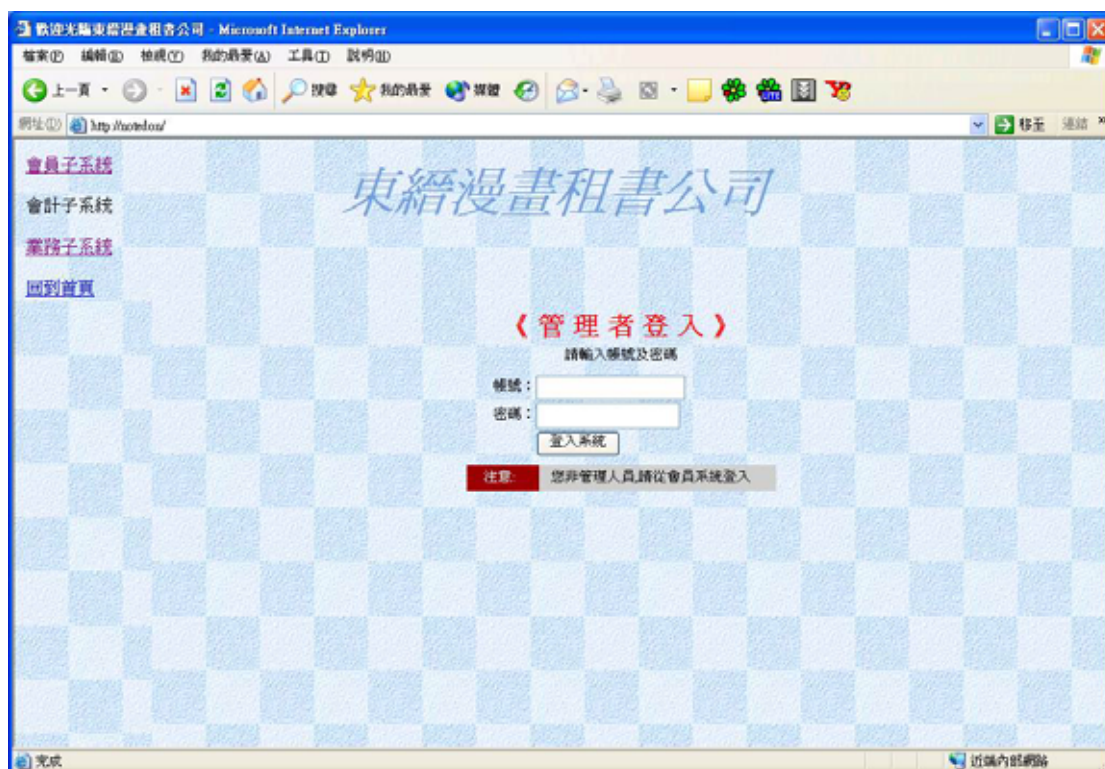 歡迎光臨東縉漫畫租書公司 - Microsoft Internet Explorer
檔案(F) 編輯(E) 檢視(V) 我的最愛(A) 工具(T) 說明(H)
上一頁 搜尋 我的最愛 媒體
網址(D) 移至 連結 »
會員子系統
會計子系統
業務子系統
回到首頁
東縉漫畫租書公司
《管理者登入》
請輸入帳號及密碼
帳號：
密碼：
登入系統
注意: 您非管理人員,請從會員系統登入
完成 近端內部網路